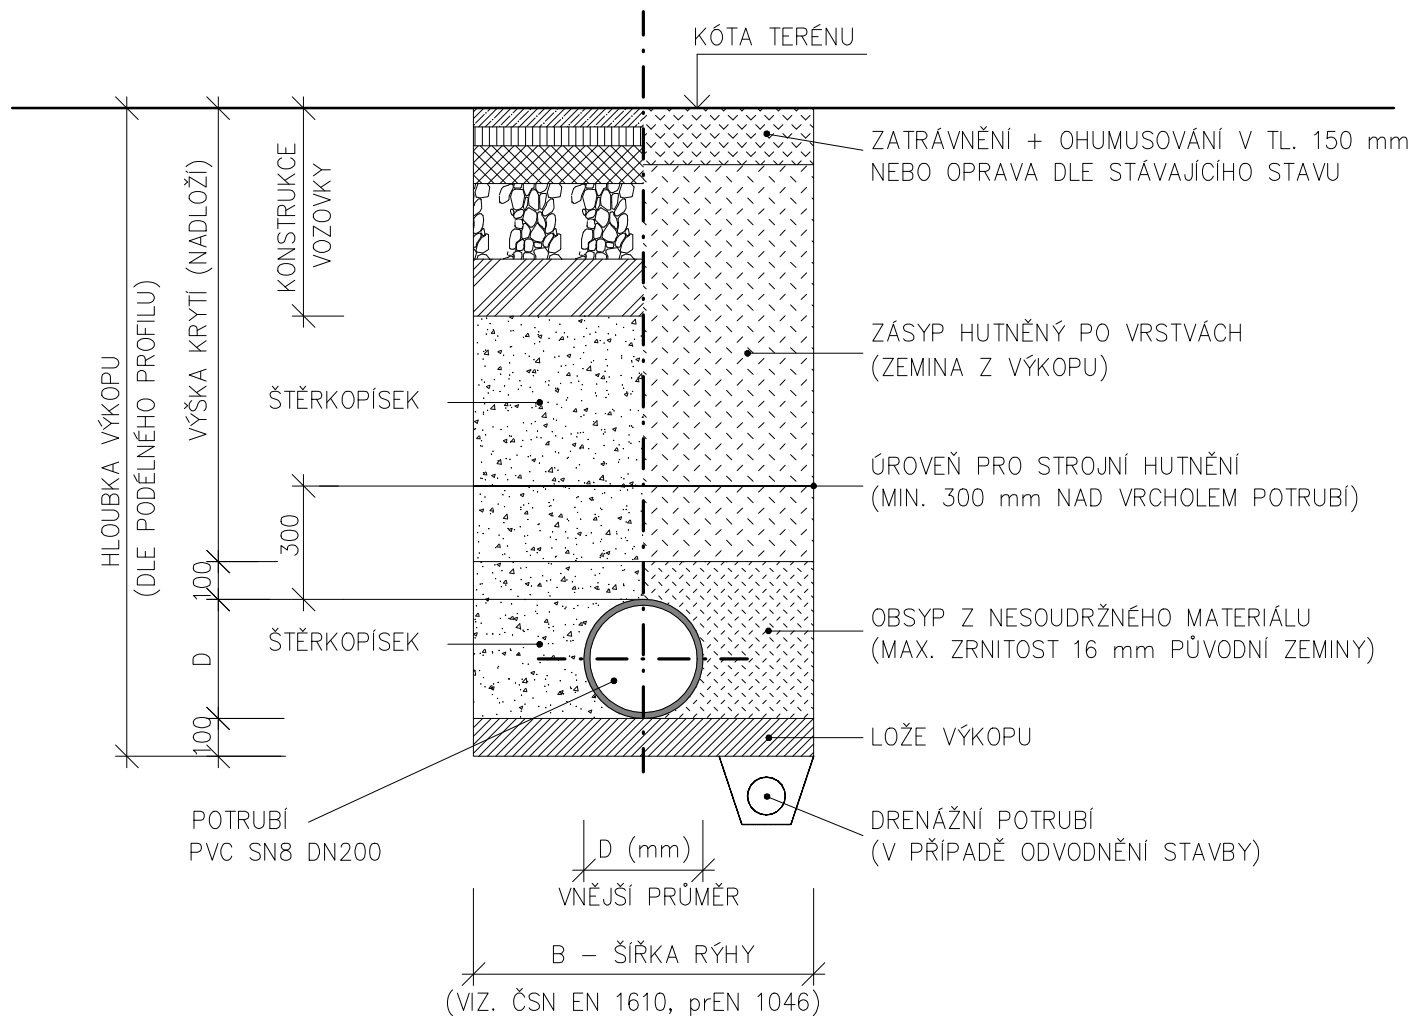 KÓTA TERÉNU
ZATRÁVNĚNÍ + OHUMUSOVÁNÍ V TL. 150 mm
NEBO OPRAVA DLE STÁVAJÍCÍHO STAVU
KONSTRUKCE
VOZOVKY
VÝŠKA KRYTÍ (NADLOŽÍ)
HLOUBKA VÝKOPU
(DLE PODÉLNÉHO PROFILU)
ZÁSYP HUTNĚNÝ PO VRSTVÁCH
(ZEMINA Z VÝKOPU)
ŠTĚRKOPÍSEK
ÚROVEŇ PRO STROJNÍ HUTNĚNÍ
(MIN. 300 mm NAD VRCHOLEM POTRUBÍ)
300
100
OBSYP Z NESOUDRŽNÉHO MATERIÁLU
(MAX. ZRNITOST 16 mm PŮVODNÍ ZEMINY)
ŠTĚRKOPÍSEK
D
100
LOŽE VÝKOPU
POTRUBÍ
PVC SN8 DN200
DRENÁŽNÍ POTRUBÍ
(V PŘÍPADĚ ODVODNĚNÍ STAVBY)
D (mm)
VNĚJŠÍ PRŮMĚR
B – ŠÍŘKA RÝHY
(VIZ. ČSN EN 1610, prEN 1046)